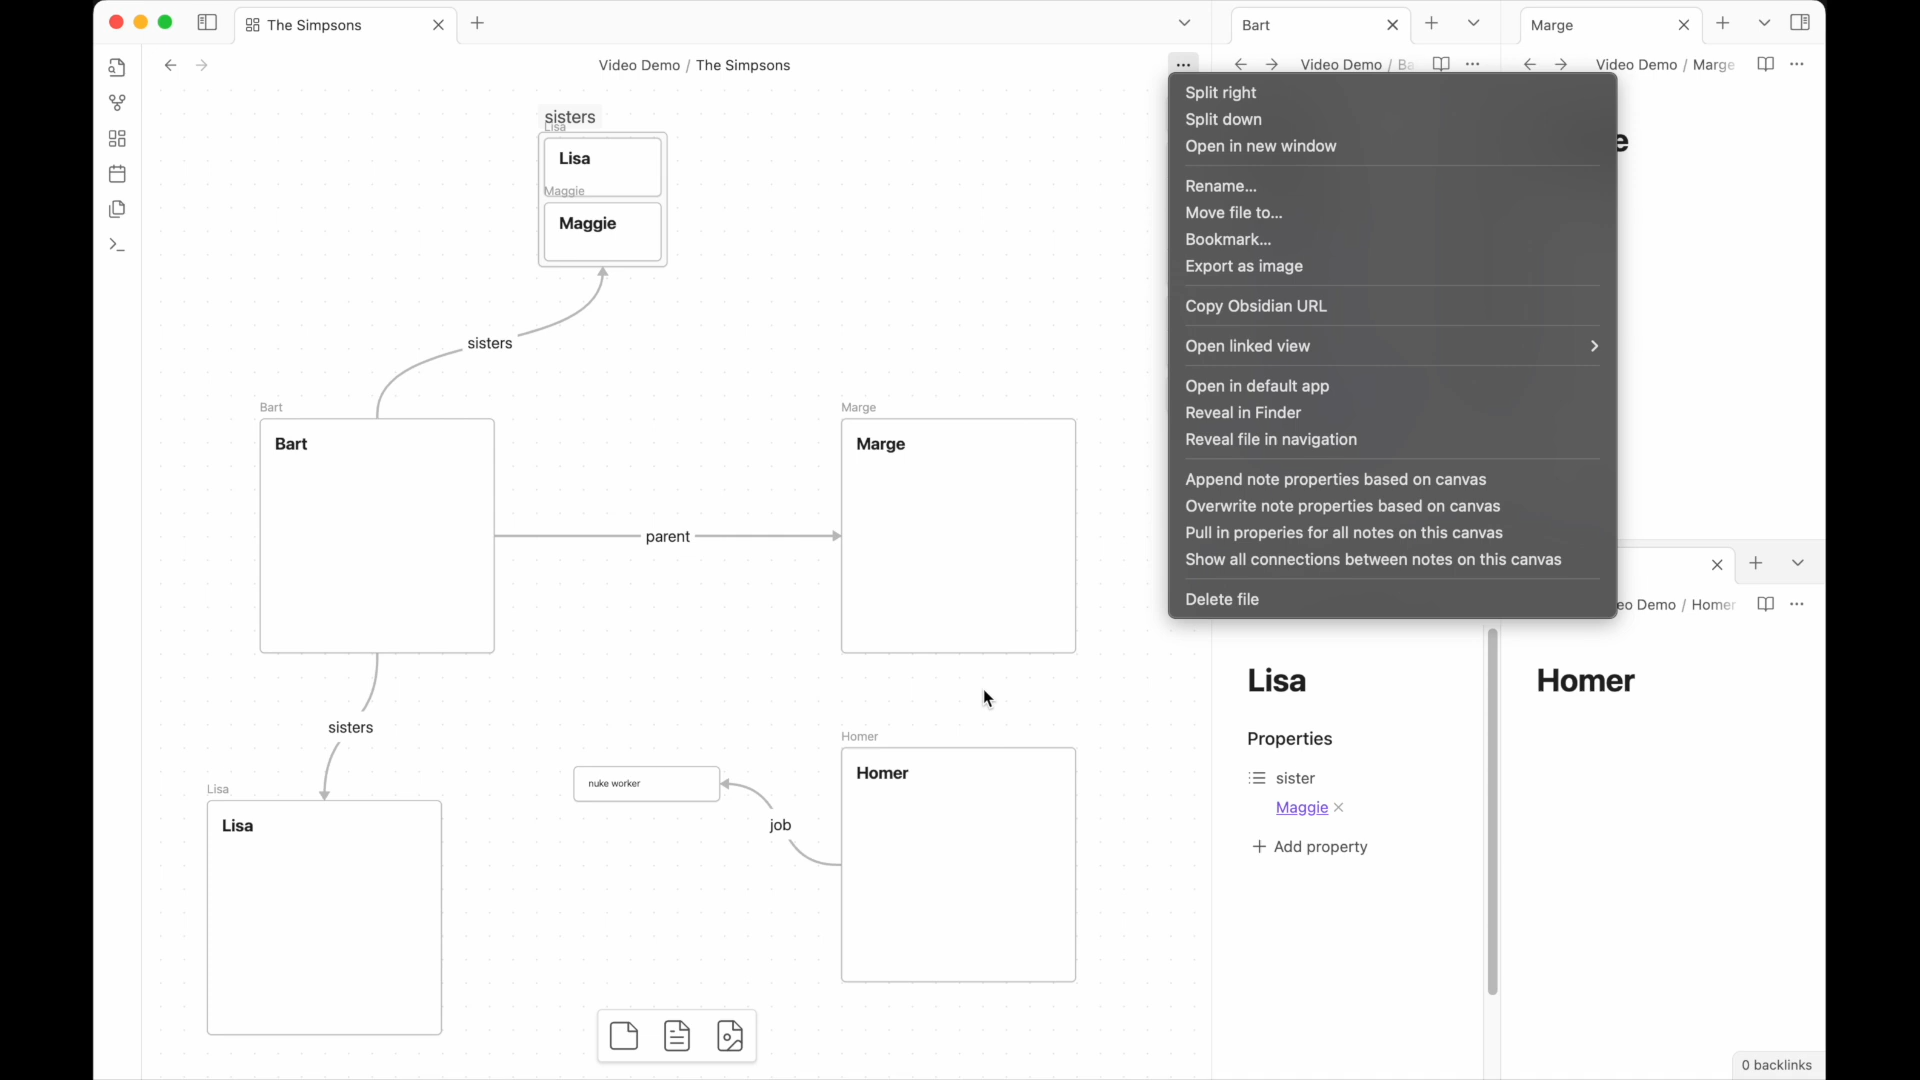 The Simpsons
Bart
Marge
Video Demo / The Simpsons
Video Demo / Ba
Video Demo / Marge
sisters
Lisa
Lisa
Maggie
Maggie
sisters
Bart
Bart
parent
Marge
Marge
sisters
Lisa
Lisa
nuke worker
job
Homer
Homer
Split right
Split down
Open in new window
Rename...
Move file to...
Bookmark...
Export as image
Copy Obsidian URL
Open linked view
Open in default app
Reveal in Finder
Reveal file in navigation
Append note properties based on canvas
Overwrite note properties based on canvas
Pull in properies for all notes on this canvas
Show all connections between notes on this canvas
Delete file
e
eo Demo / Homer
Lisa
Properties
sister
Maggie
Add property
Homer
0 backlinks